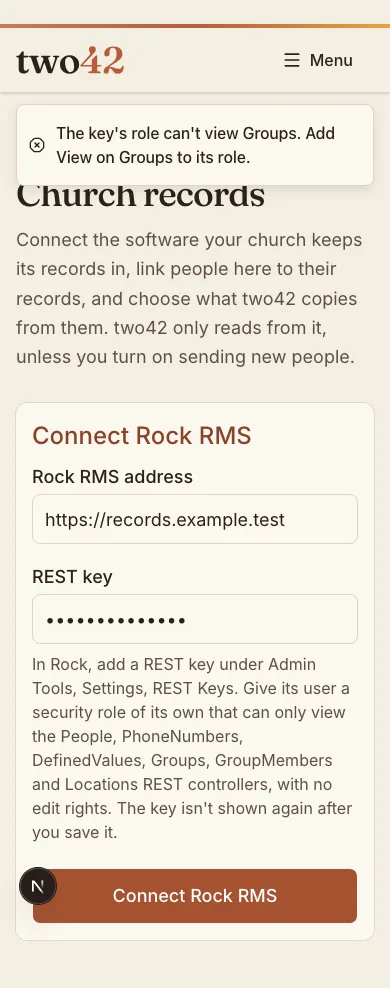 two42
Menu
The key's role can't view Groups. Add
View on Groups to its role.
Church records
Connect the software your church keeps
its records in, link people here to their
records, and choose what two42 copies
from them. two42 only reads from it,
unless you turn on sending new people.
Connect Rock RMS
Rock RMS address
https://records.example.test
REST key
••••••••••••••
In Rock, add a REST key under Admin
Tools, Settings, REST Keys. Give its user a
security role of its own that can only view
the People, PhoneNumbers,
DefinedValues, Groups, GroupMembers
and Locations REST controllers, with no
edit rights. The key isn't shown again after
you save it.
N
Connect Rock RMS